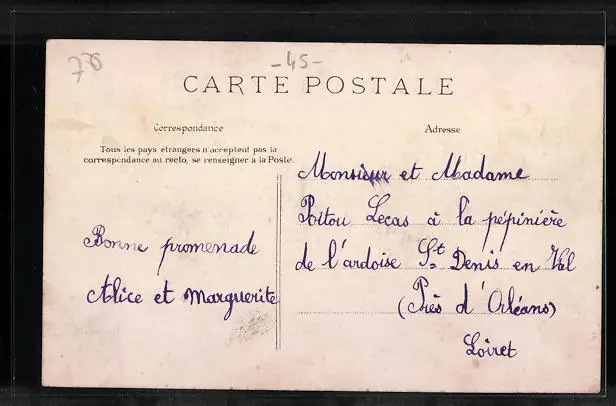 78
-45-
CARTE POSTALE
Correspondance
Adresse
Tous les pays étrangers n'acceptent pas la
correspondance au recto, se renseigner à la Poste.
Monsieur et Madame
Poitou Lecas à la pépinière
de l'ardoise St Denis en Val
(Près d'Orléans)
Loiret
Bonne promenade
Alice et Marguerite